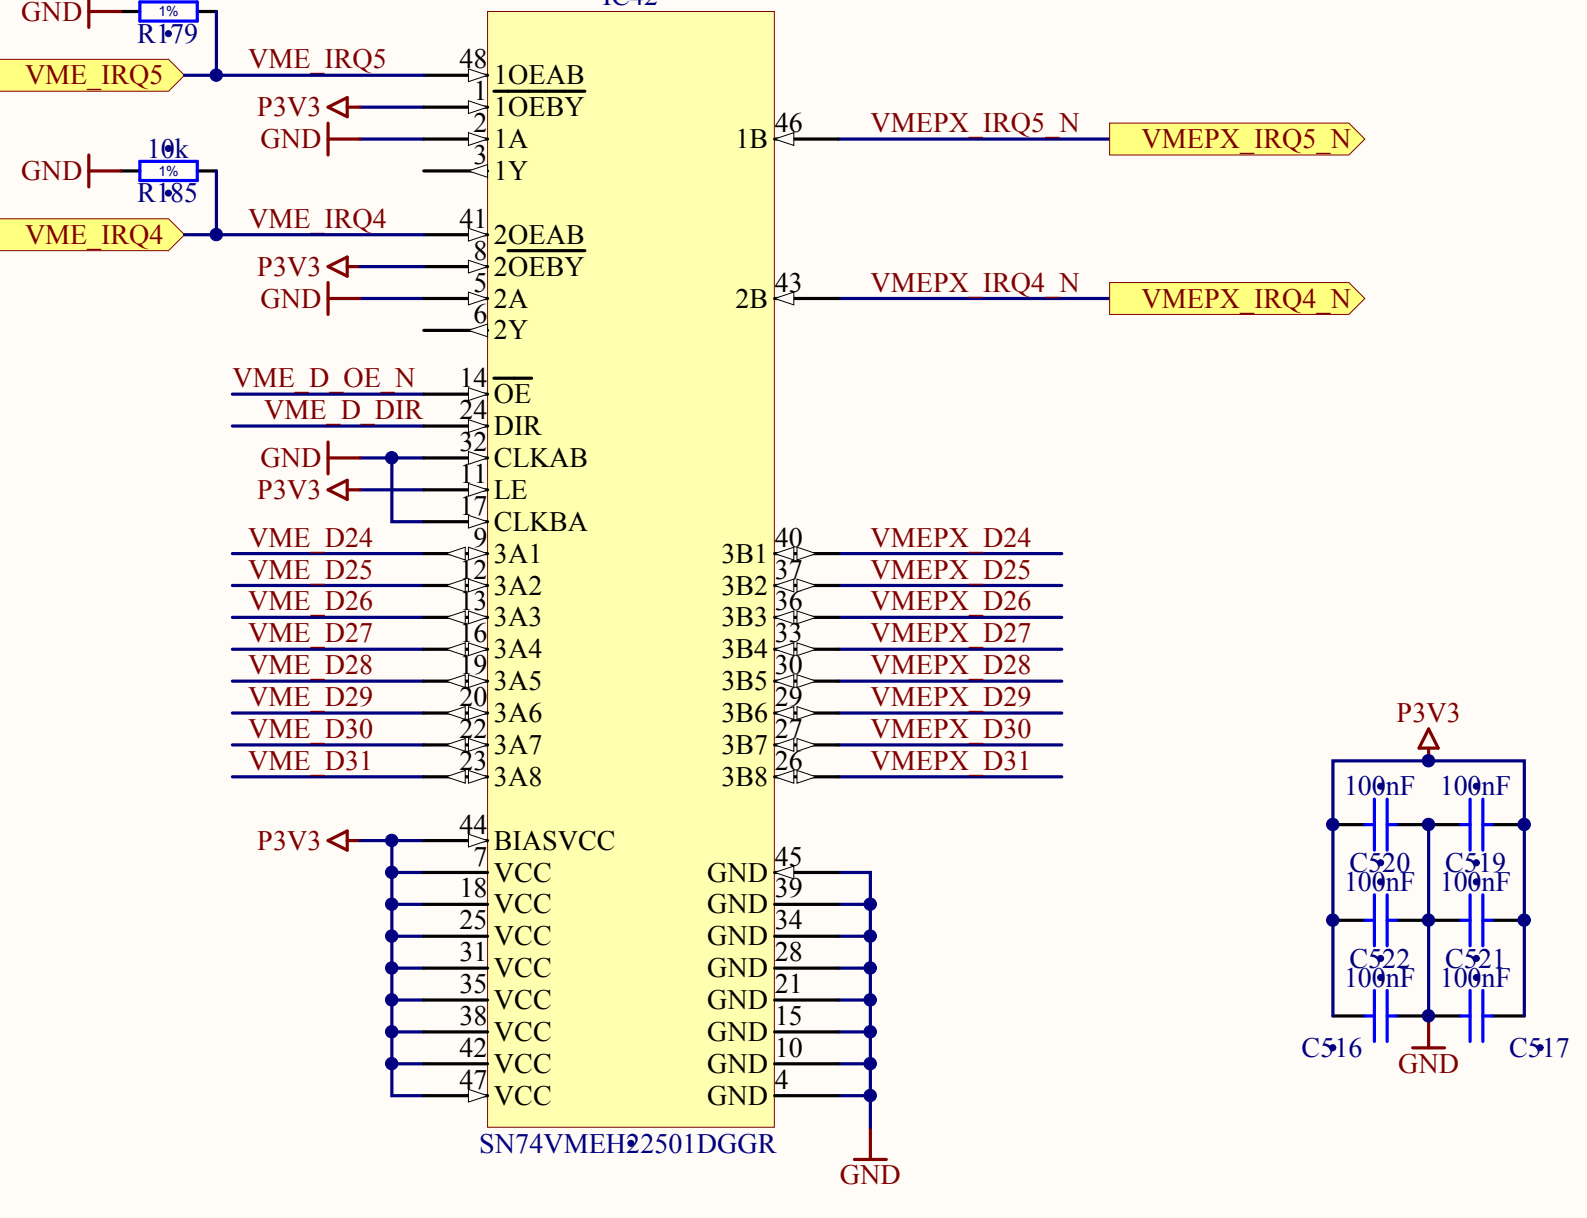 IC42
GND
1%
R179
VME_IRQ5
VME_IRQ5
48
1OEAB
P3V3
1
1OEBY
GND
2
1A
3
1Y
46
1B
VMEPX_IRQ5_N
VMEPX_IRQ5_N
10k
GND
1%
R185
VME_IRQ4
VME_IRQ4
41
2OEAB
P3V3
8
2OEBY
GND
5
2A
6
2Y
43
2B
VMEPX_IRQ4_N
VMEPX_IRQ4_N
VME_D_OE_N
14
OE
VME_D_DIR
24
DIR
GND
32
CLKAB
P3V3
11
LE
17
CLKBA
VME_D24 9 3A1 3B1 40 VMEPX_D24
VME_D25 12 3A2 3B2 37 VMEPX_D25
VME_D26 13 3A3 3B3 36 VMEPX_D26
VME_D27 16 3A4 3B4 33 VMEPX_D27
VME_D28 19 3A5 3B5 30 VMEPX_D28
VME_D29 20 3A6 3B6 29 VMEPX_D29
VME_D30 22 3A7 3B7 27 VMEPX_D30
VME_D31 23 3A8 3B8 26 VMEPX_D31
P3V3 44 BIASVCC
7 VCC GND 45
18 VCC GND 39
25 VCC GND 34
31 VCC GND 28
35 VCC GND 21
38 VCC GND 15
42 VCC GND 10
47 VCC GND 4
SN74VMEH22501DGGR
GND
P3V3
100nF 100nF
C520 C519
100nF 100nF
C522 C521
100nF 100nF
C516 C517
GND